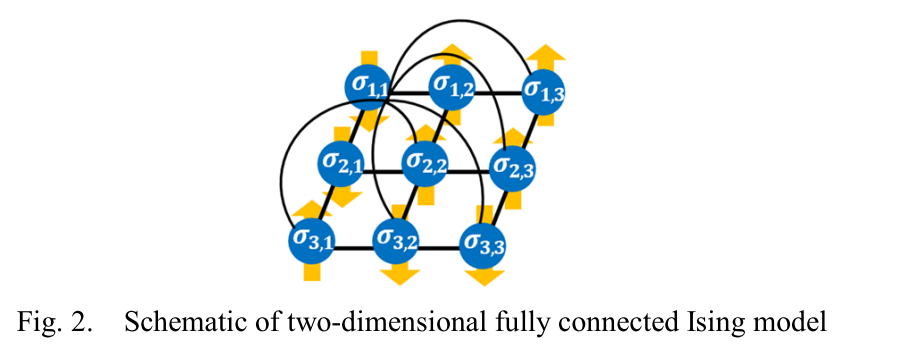 σ1,1 σ1,2 σ1,3
σ2,1 σ2,2 σ2,3
σ3,1 σ3,2 σ3,3
Fig. 2. Schematic of two-dimensional fully connected Ising model